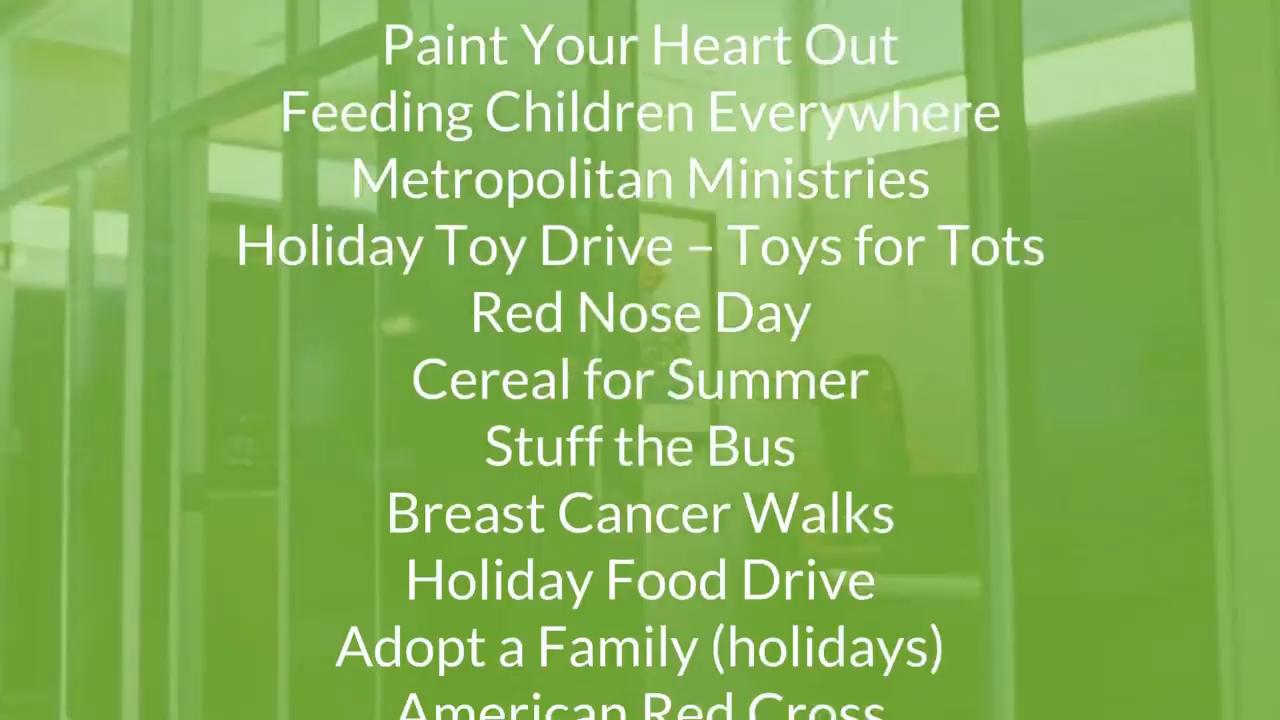 Paint Your Heart Out
Feeding Children Everywhere
Metropolitan Ministries
Holiday Toy Drive – Toys for Tots
Red Nose Day
Cereal for Summer
Stuff the Bus
Breast Cancer Walks
Holiday Food Drive
Adopt a Family (holidays)
American Red Cross